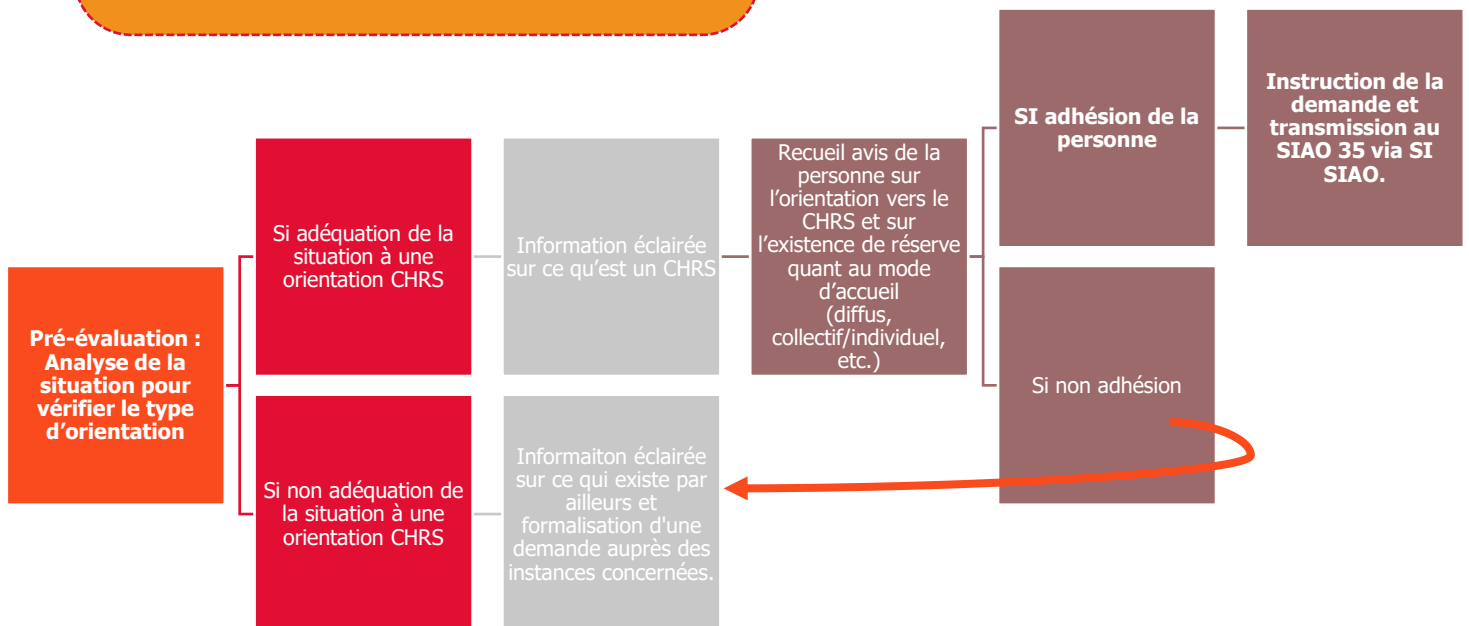 Pré-évaluation :
Analyse de la
situation pour
vérifier le type
d'orientation
Si adéquation de la
situation à une
orientation CHRS
Information éclairée
sur ce qu'est un CHRS
Recueil avis de la
personne sur
l'orientation vers le
CHRS et sur
l'existence de réserve
quant au mode
d'accueil
(diffus,
collectif/individuel,
etc.)
SI adhésion de la
personne
Instruction de la
demande et
transmission au
SIAO 35 via SI
SIAO.
Si non adhésion
Si non adéquation de
la situation à une
orientation CHRS
Informaiton éclairée
sur ce qui existe par
ailleurs et
formalisation d'une
demande auprès des
instances concernées.